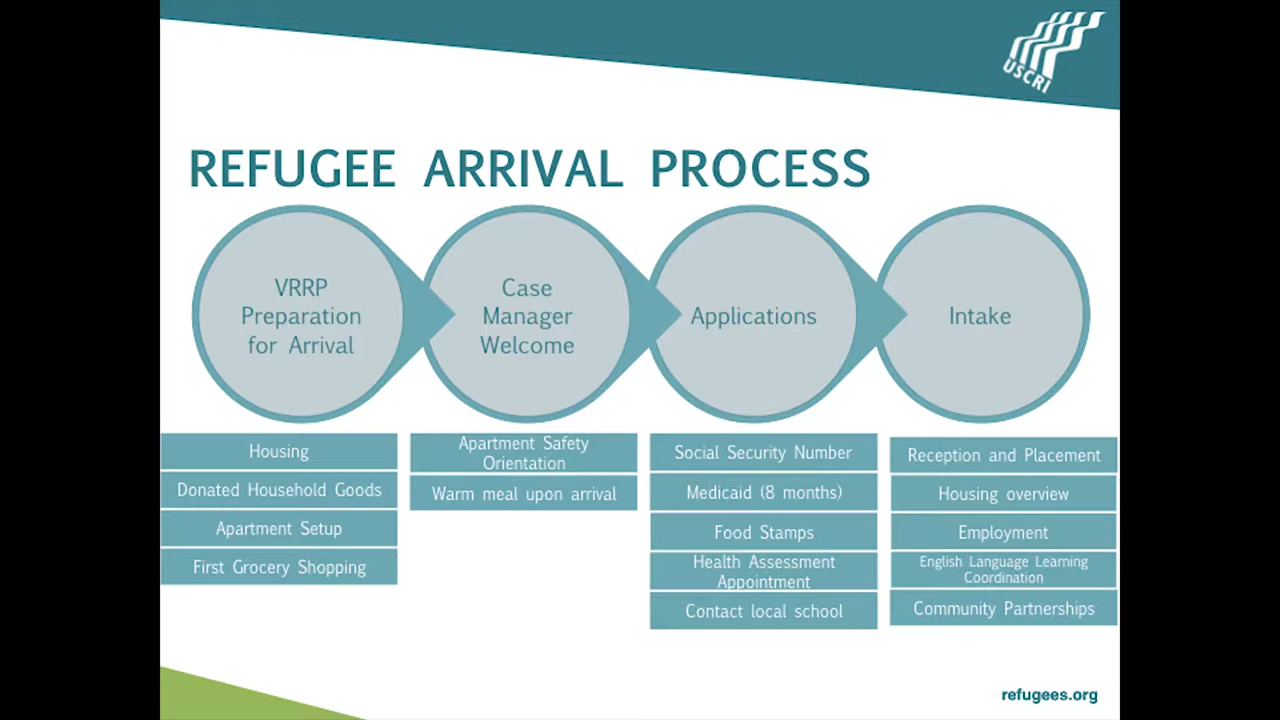 USCRI
REFUGEE ARRIVAL PROCESS
VRRP
Preparation
for Arrival
Case
Manager
Welcome
Applications
Intake
Housing
Donated Household Goods
Apartment Setup
First Grocery Shopping
Apartment Safety
Orientation
Warm meal upon arrival
Social Security Number
Medicaid (8 months)
Food Stamps
Health Assessment
Appointment
Contact local school
Reception and Placement
Housing overview
Employment
English Language Learning
Coordination
Community Partnerships
refugees.org